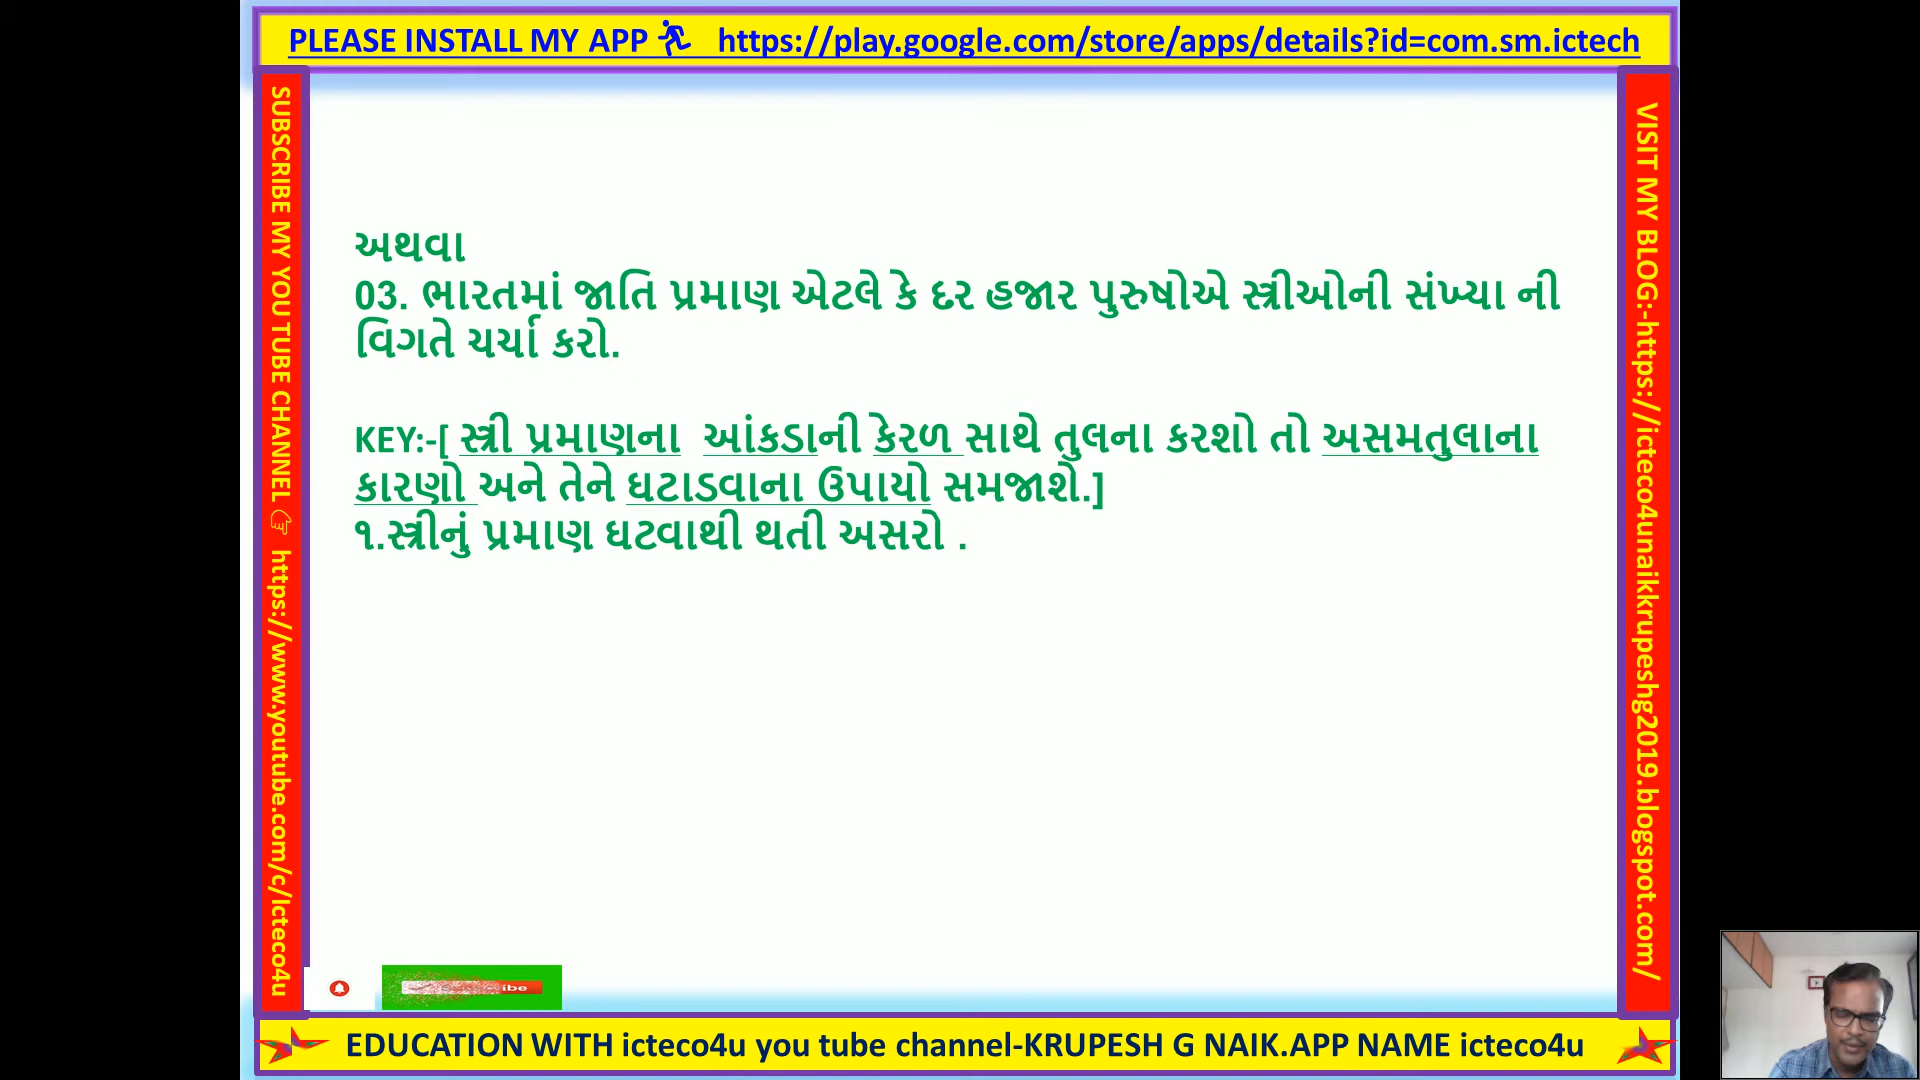 PLEASE INSTALL MY APP https://play.google.com/store/apps/details?id=com.sm.ictech
SUBSCRIBE MY YOU TUBE CHANNEL https://www.youtube.com/c/Icteco4u
અથવા
03. ભારતમાં જાતિ પ્રમાણ એટલે કે દર હજાર પુરુષોએ સ્ત્રીઓની સંખ્યા ની
વિગતે ચર્ચા કરો.
KEY:-[ સ્ત્રી પ્રમાણના આંકડાની કેરળ સાથે તુલના કરશો તો અસમતુલાના
કારણો અને તેને ઘટાડવાના ઉપાયો સમજાશે.]
૧.સ્ત્રીનું પ્રમાણ ઘટવાથી થતી અસરો .
VISIT MY BLOG:-https://icteco4unaikkrupeshg2019.blogspot.com/
EDUCATION WITH icteco4u you tube channel-KRUPESH G NAIK.APP NAME icteco4u